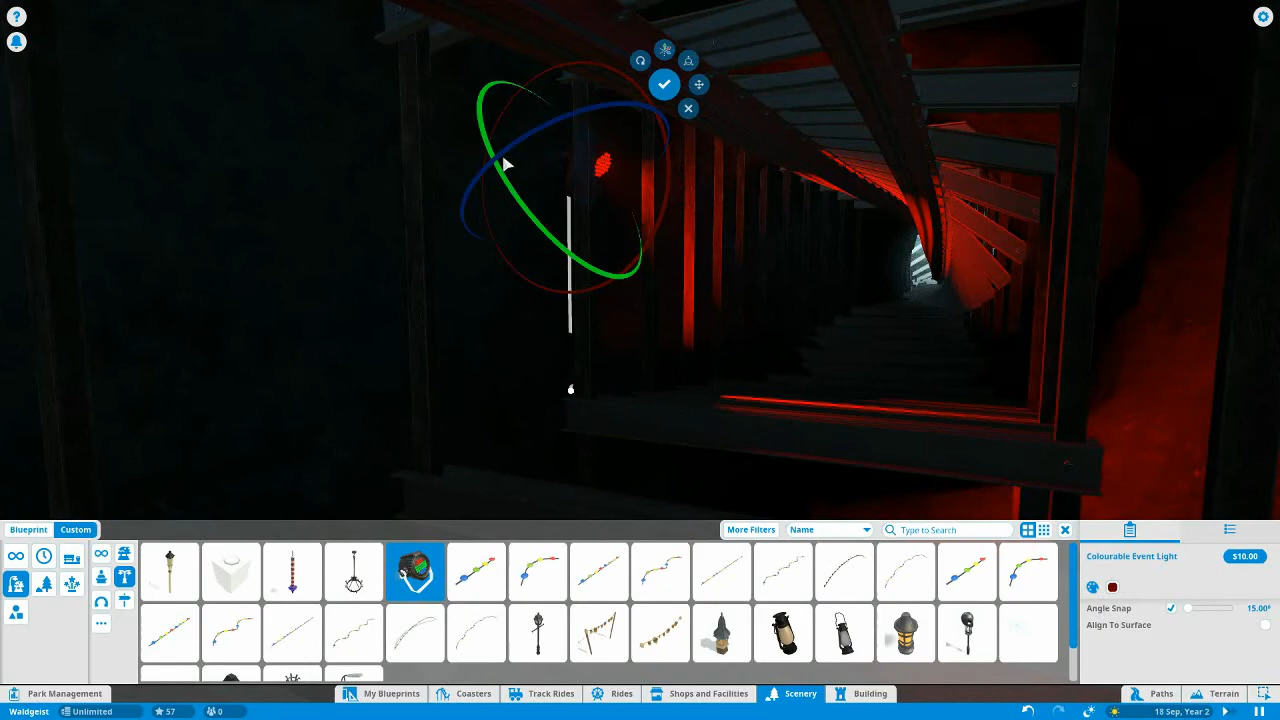 Blueprint
Custom
More Filters
Name
Type to Search
Colourable Event Light
$10.00
Angle Snap
15.00°
Align To Surface
Park Management
My Blueprints
Coasters
Track Rides
Rides
Shops and Facilities
Scenery
Building
Paths
Terrain
Waldgeist
Unlimited
57
0
18 Sep, Year 2